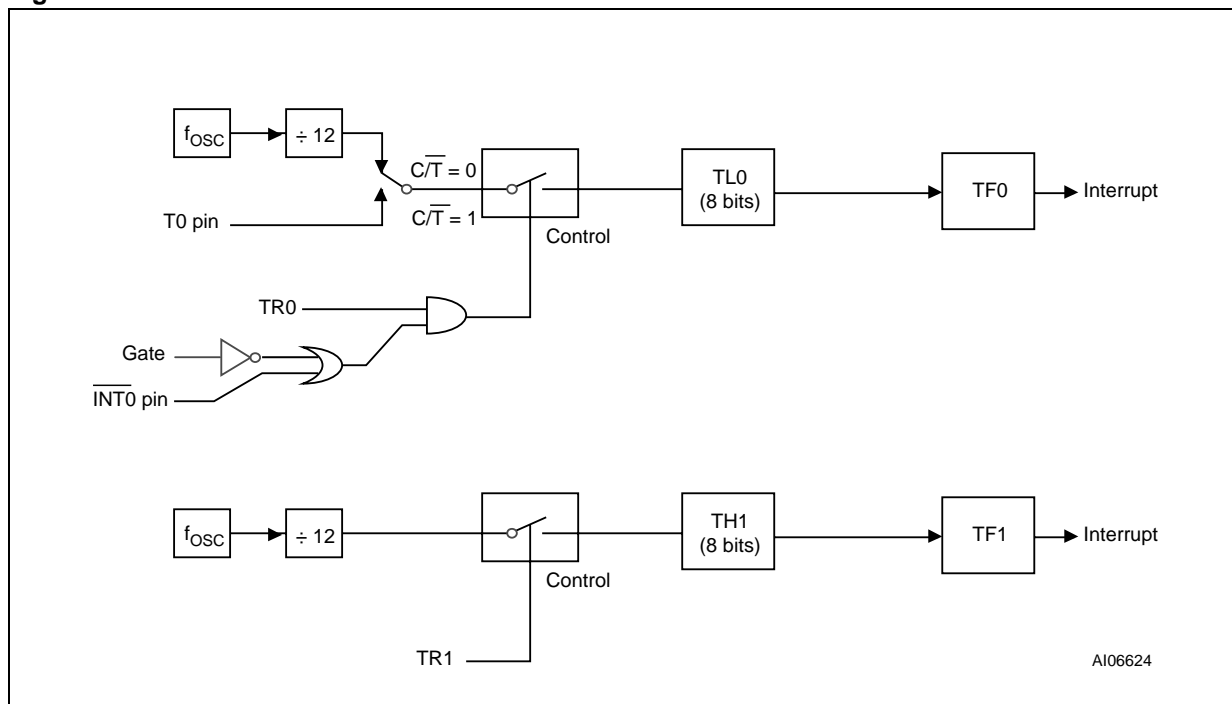 fOSC
÷ 12
C/T̅ = 0
T0 pin
C/T̅ = 1
Control
TL0
(8 bits)
TF0
Interrupt
TR0
Gate
I̅N̅T̅0̅ pin
fOSC
÷ 12
Control
TH1
(8 bits)
TF1
Interrupt
TR1
AI06624